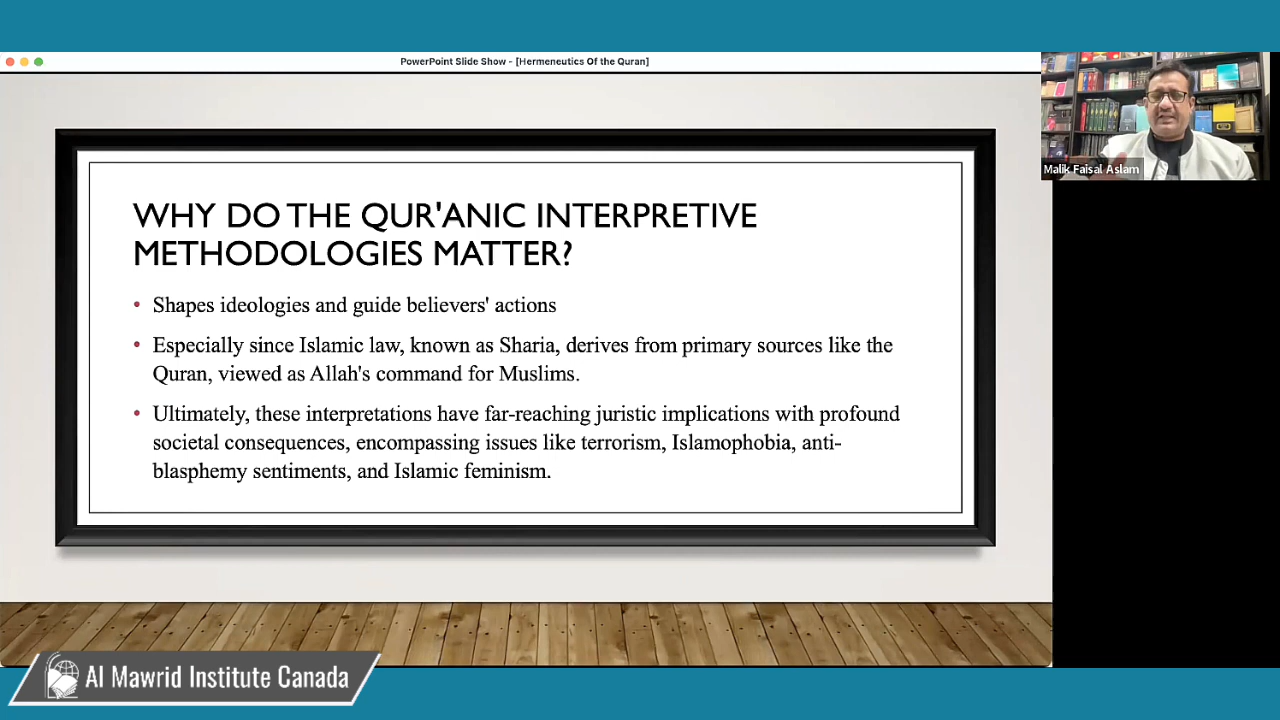 PowerPoint Slide Show - [Hermeneutics Of the Quran]
WHY DO THE QUR'ANIC INTERPRETIVE
METHODOLOGIES MATTER?
• Shapes ideologies and guide believers' actions
• Especially since Islamic law, known as Sharia, derives from primary sources like the
Quran, viewed as Allah's command for Muslims.
• Ultimately, these interpretations have far-reaching juristic implications with profound
societal consequences, encompassing issues like terrorism, Islamophobia, anti-
blasphemy sentiments, and Islamic feminism.
Malik Faisal Aslam
Al Mawrid Institute Canada